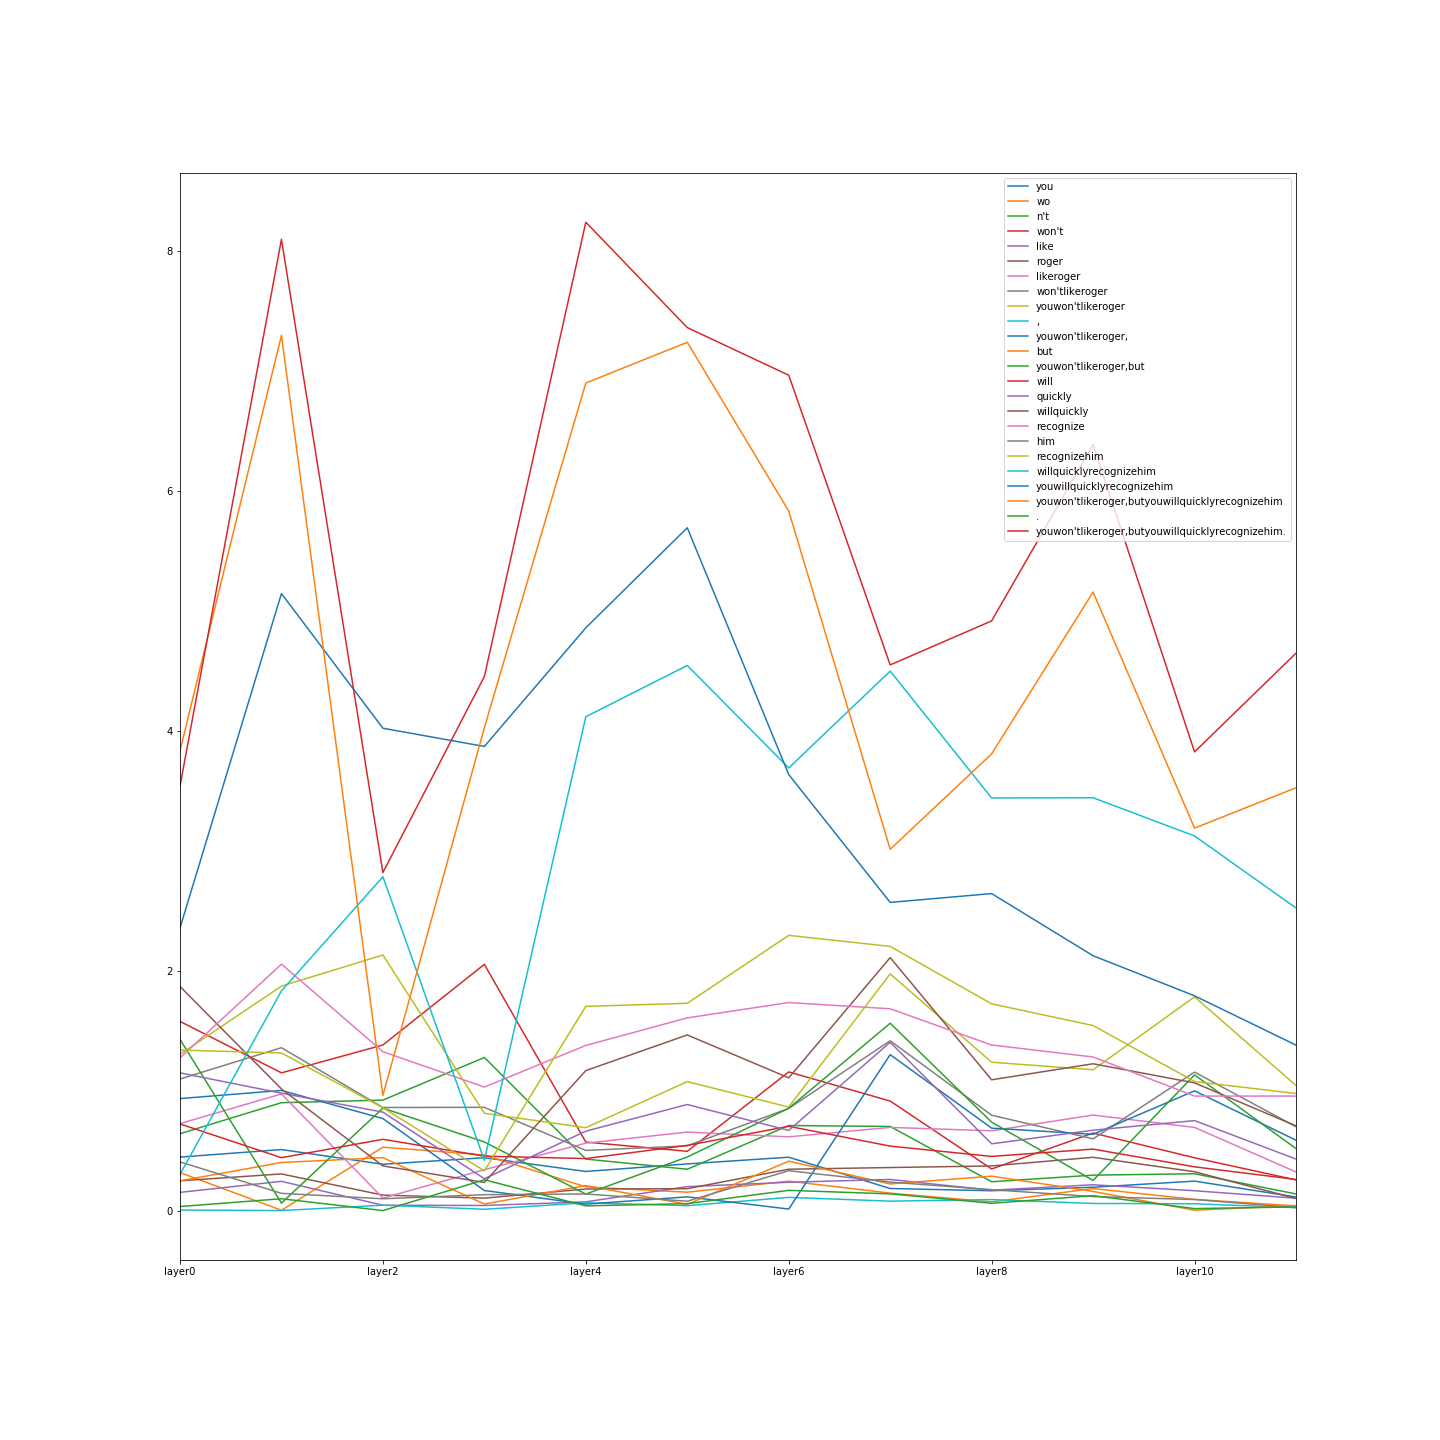 you
wo
n't
won't
like
roger
likeroger
won'tlikeroger
youwon'tlikeroger
,
youwon'tlikeroger,
but
youwon'tlikeroger,but
will
quickly
willquickly
recognize
him
recognizehim
willquicklyrecognizehim
youwillquicklyrecognizehim
youwon'tlikeroger,butyouwillquicklyrecognizehim
.
youwon'tlikeroger,butyouwillquicklyrecognizehim.
8
6
4
2
0
layer0 layer2 layer4 layer6 layer8 layer10